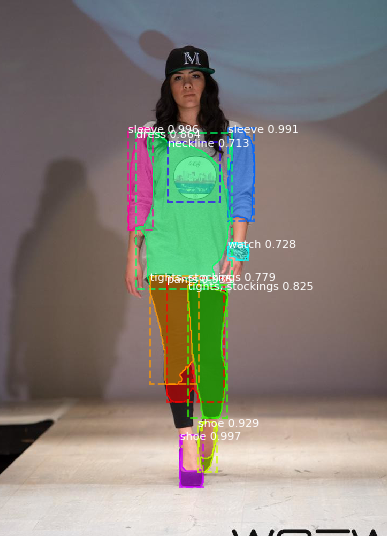 M
sleeve 0.996
sleeve 0.991
dress 0.864
neckline 0.713
watch 0.728
tights, stockings 0.779
tights, stockings 0.825
shoe 0.929
shoe 0.997